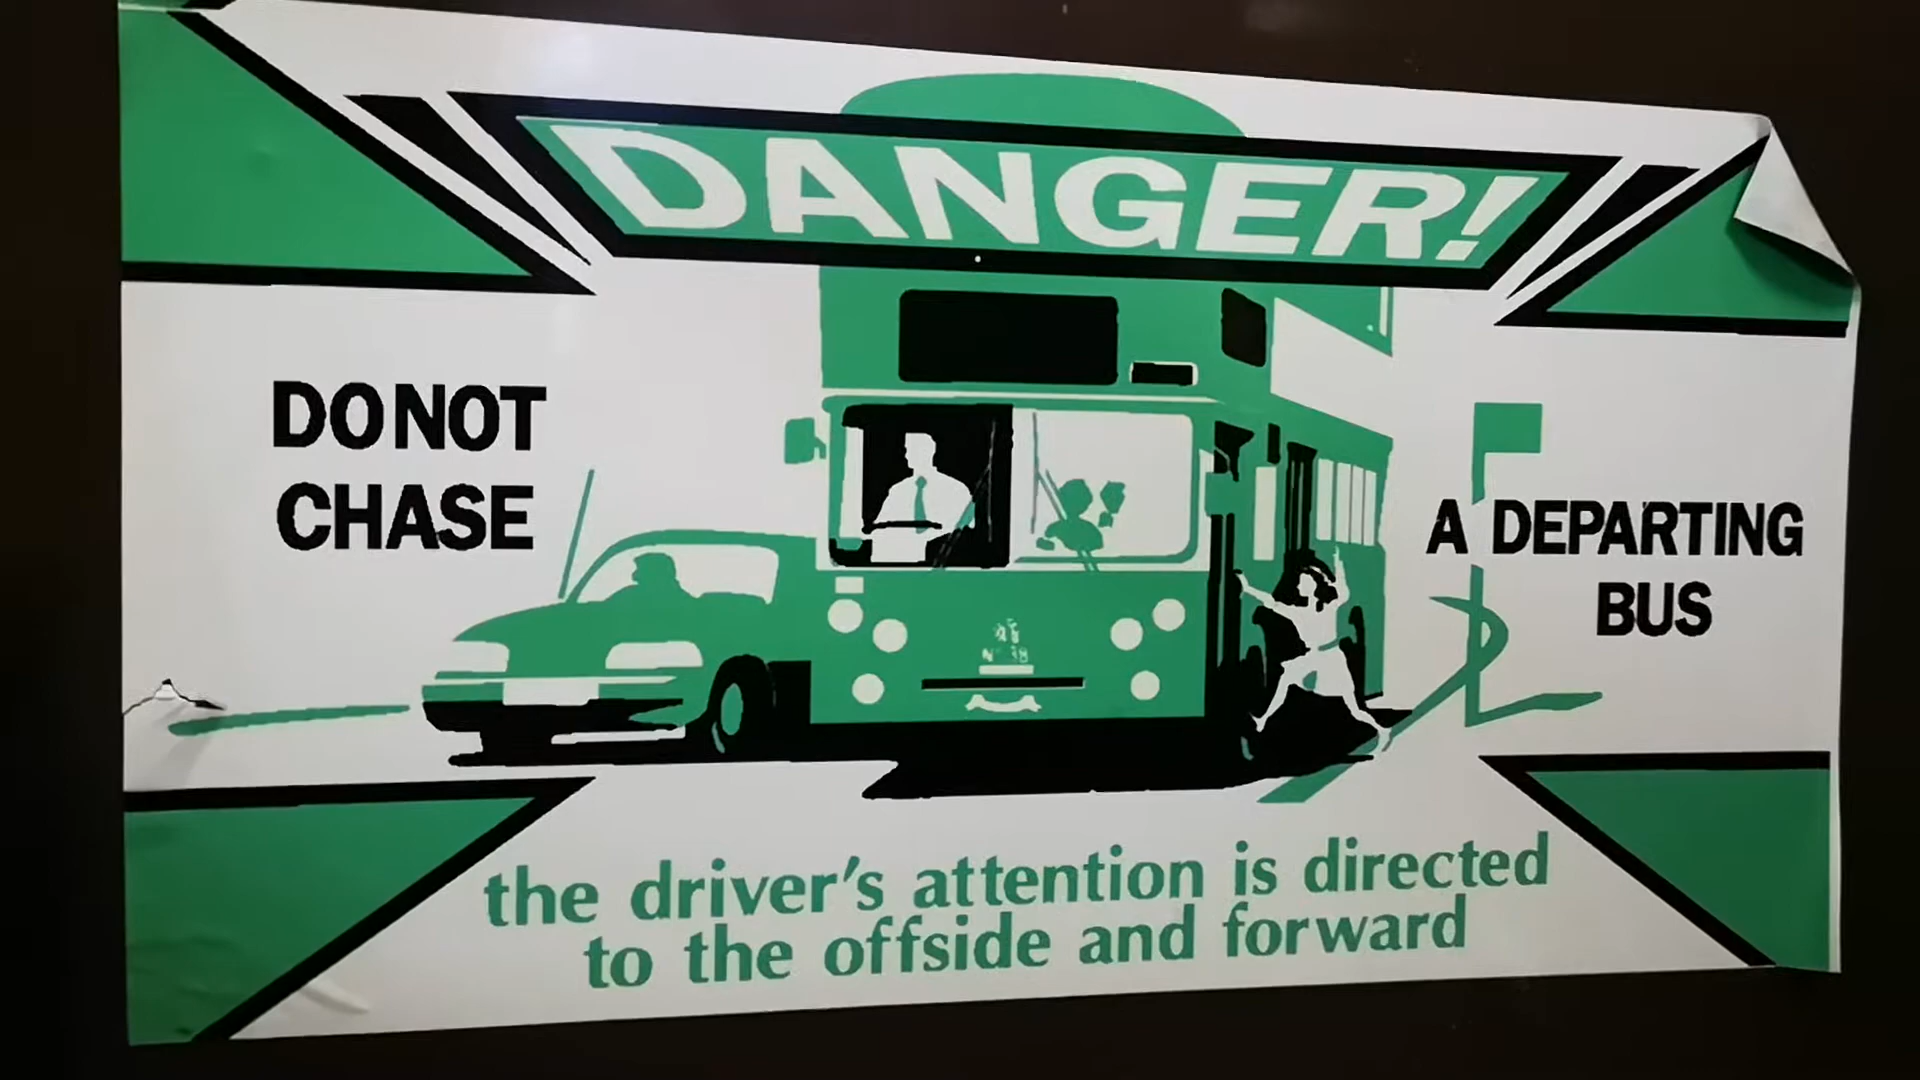 DANGER!
DO NOT
CHASE
A DEPARTING
BUS
the driver's attention is directed
to the offside and forward